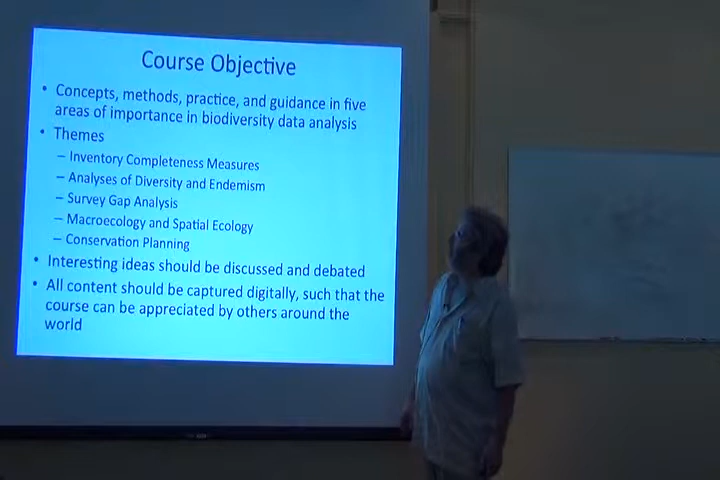 Course Objective
• Concepts, methods, practice, and guidance in five
areas of importance in biodiversity data analysis
• Themes
– Inventory Completeness Measures
– Analyses of Diversity and Endemism
– Survey Gap Analysis
– Macroecology and Spatial Ecology
– Conservation Planning
• Interesting ideas should be discussed and debated
• All content should be captured digitally, such that the
course can be appreciated by others around the
world